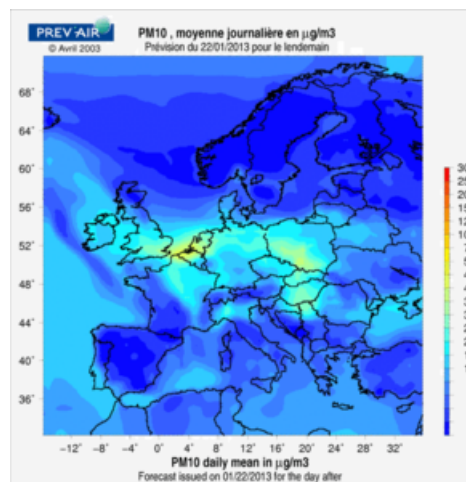 PREV'AIR
© Avril 2003
PM10 , moyenne journalière en µg/m3
Prévision du 22/01/2013 pour le lendemain
68°
64°
60°
56°
52°
48°
44°
40°
36°
−12° −8° −4° 0° 4° 8° 12° 16° 20° 24° 28° 32°
PM10 daily mean in µg/m3
Forecast issued on 01/22/2013 for the day after